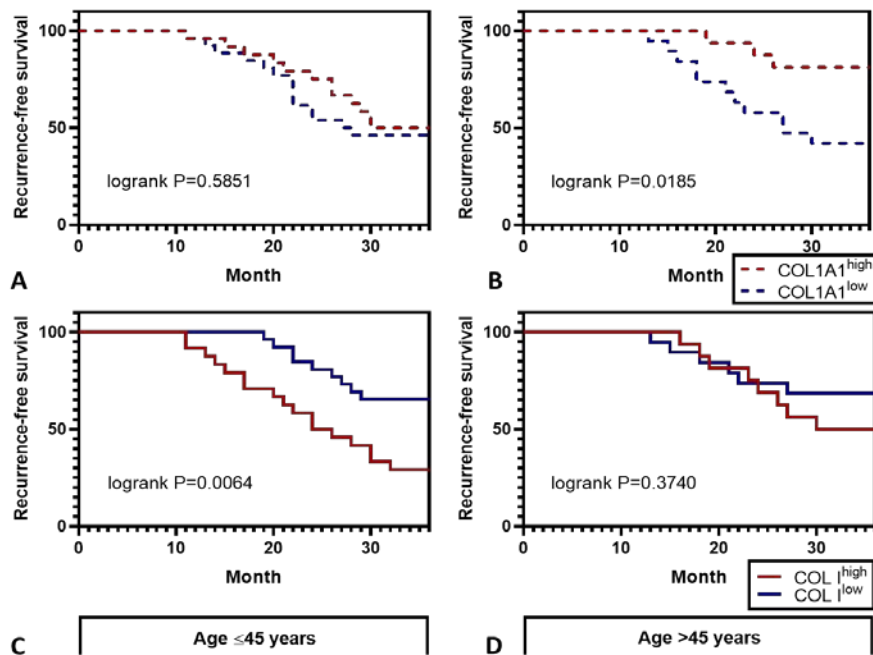 100
50
0
Recurrence-free survival
logrank P=0.5851
0 10 20 30
Month
A
100
50
0
Recurrence-free survival
logrank P=0.0185
0 10 20 30
Month
B
COL1A1high
COL1A1low
100
50
0
Recurrence-free survival
logrank P=0.0064
0 10 20 30
Month
100
50
0
Recurrence-free survival
logrank P=0.3740
0 10 20 30
Month
COL Ihigh
COL Ilow
C
Age ≤45 years
D
Age >45 years